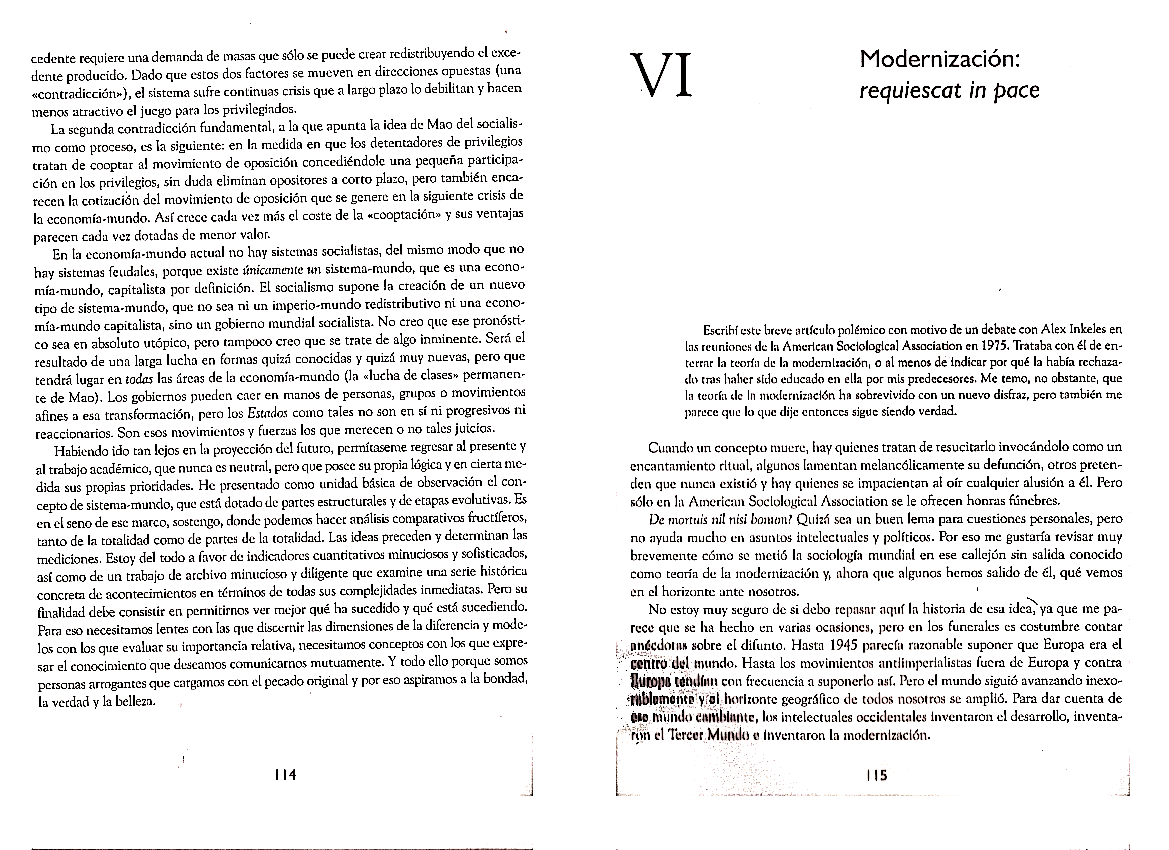 cedente requiere una demanda de masas que sólo se puede crear redistribuyendo el exce-
dente producido. Dado que estos dos factores se mueven en direcciones opuestas (una
«contradicción»), el sistema sufre continuas crisis que a largo plazo lo debilitan y hacen
menos atractivo el juego para los privilegiados.
La segunda contradicción fundamental, a la que apunta la idea de Mao del socialis-
mo como proceso, es la siguiente: en la medida en que los detentadores de privilegios
tratan de cooptar al movimiento de oposición concediéndole una pequeña participa-
ción en los privilegios, sin duda eliminan opositores a corto plazo, pero también enca-
recen la cotización del movimiento de oposición que se genere en la siguiente crisis de
la economía-mundo. Así crece cada vez más el coste de la «cooptación» y sus ventajas
parecen cada vez dotadas de menor valor.
En la economía-mundo actual no hay sistemas socialistas, del mismo modo que no
hay sistemas feudales, porque existe únicamente un sistema-mundo, que es una econo-
mía-mundo, capitalista por definición. El socialismo supone la creación de un nuevo
tipo de sistema-mundo, que no sea ni un imperio-mundo redistributivo ni una econo-
mía-mundo capitalista, sino un gobierno mundial socialista. No creo que ese pronósti-
co sea en absoluto utópico, pero tampoco creo que se trate de algo inminente. Será el
resultado de una larga lucha en formas quizá conocidas y quizá muy nuevas, pero que
tendrá lugar en todas las áreas de la economía-mundo (la «lucha de clases» permanen-
te de Mao). Los gobiernos pueden caer en manos de personas, grupos o movimientos
afines a esa transformación, pero los Estados como tales no son en sí ni progresivos ni
reaccionarios. Son esos movimientos y fuerzas los que merecen o no tales juicios.
Habiendo ido tan lejos en la proyección del futuro, permítaseme regresar al presente y
al trabajo académico, que nunca es neutral, pero que posee su propia lógica y en cierta me-
dida sus propias prioridades. He presentado como unidad básica de observación el con-
cepto de sistema-mundo, que está dotado de partes estructurales y de etapas evolutivas. Es
en el seno de ese marco, sostengo, donde podemos hacer análisis comparativos fructíferos,
tanto de la totalidad como de partes de la totalidad. Las ideas preceden y determinan las
mediciones. Estoy del todo a favor de indicadores cuantitativos minuciosos y sofisticados,
así como de un trabajo de archivo minucioso y diligente que examine una serie histórica
concreta de acontecimientos en términos de todas sus complejidades inmediatas. Pero su
finalidad debe consistir en permitirnos ver mejor qué ha sucedido y qué está sucediendo.
Para eso necesitamos lentes con las que discernir las dimensiones de la diferencia y mode-
los con los que evaluar su importancia relativa, necesitamos conceptos con los que expre-
sar el conocimiento que deseamos comunicarnos mutuamente. Y todo ello porque somos
personas arrogantes que cargamos con el pecado original y por eso aspiramos a la bondad,
la verdad y la belleza.
114
VI
Modernización:
requiescat in pace
Escribí este breve artículo polémico con motivo de un debate con Alex Inkeles en
las reuniones de la American Sociological Association en 1975. Trataba con él de en-
terrar la teoría de la modernización, o al menos de indicar por qué la había rechaza-
do tras haber sido educado en ella por mis predecesores. Me temo, no obstante, que
la teoría de la modernización ha sobrevivido con un nuevo disfraz, pero también me
parece que lo que dije entonces sigue siendo verdad.
Cuando un concepto muere, hay quienes tratan de resucitarlo invocándolo como un
encantamiento ritual, algunos lamentan melancólicamente su defunción, otros preten-
den que nunca existió y hay quienes se impacientan al oír cualquier alusión a él. Pero
sólo en la American Sociological Association se le ofrecen honras fúnebres.
De mortuis nil nisi bonum? Quizá sea un buen lema para cuestiones personales, pero
no ayuda mucho en asuntos intelectuales y políticos. Por eso me gustaría revisar muy
brevemente cómo se metió la sociología mundial en ese callejón sin salida conocido
como teoría de la modernización y, ahora que algunos hemos salido de él, qué vemos
en el horizonte ante nosotros.
No estoy muy seguro de si debo repasar aquí la historia de esa idea, ya que me pa-
rece que se ha hecho en varias ocasiones, pero en los funerales es costumbre contar
anécdotas sobre el difunto. Hasta 1945 parecía razonable suponer que Europa era el
centro del mundo. Hasta los movimientos antiimperialistas fuera de Europa y contra
Europa tendían con frecuencia a suponerlo así. Pero el mundo siguió avanzando inexo-
rablemente y el horizonte geográfico de todos nosotros se amplió. Para dar cuenta de
ese mundo cambiante, los intelectuales occidentales inventaron el desarrollo, inventa-
ron el Tercer Mundo e inventaron la modernización.
115